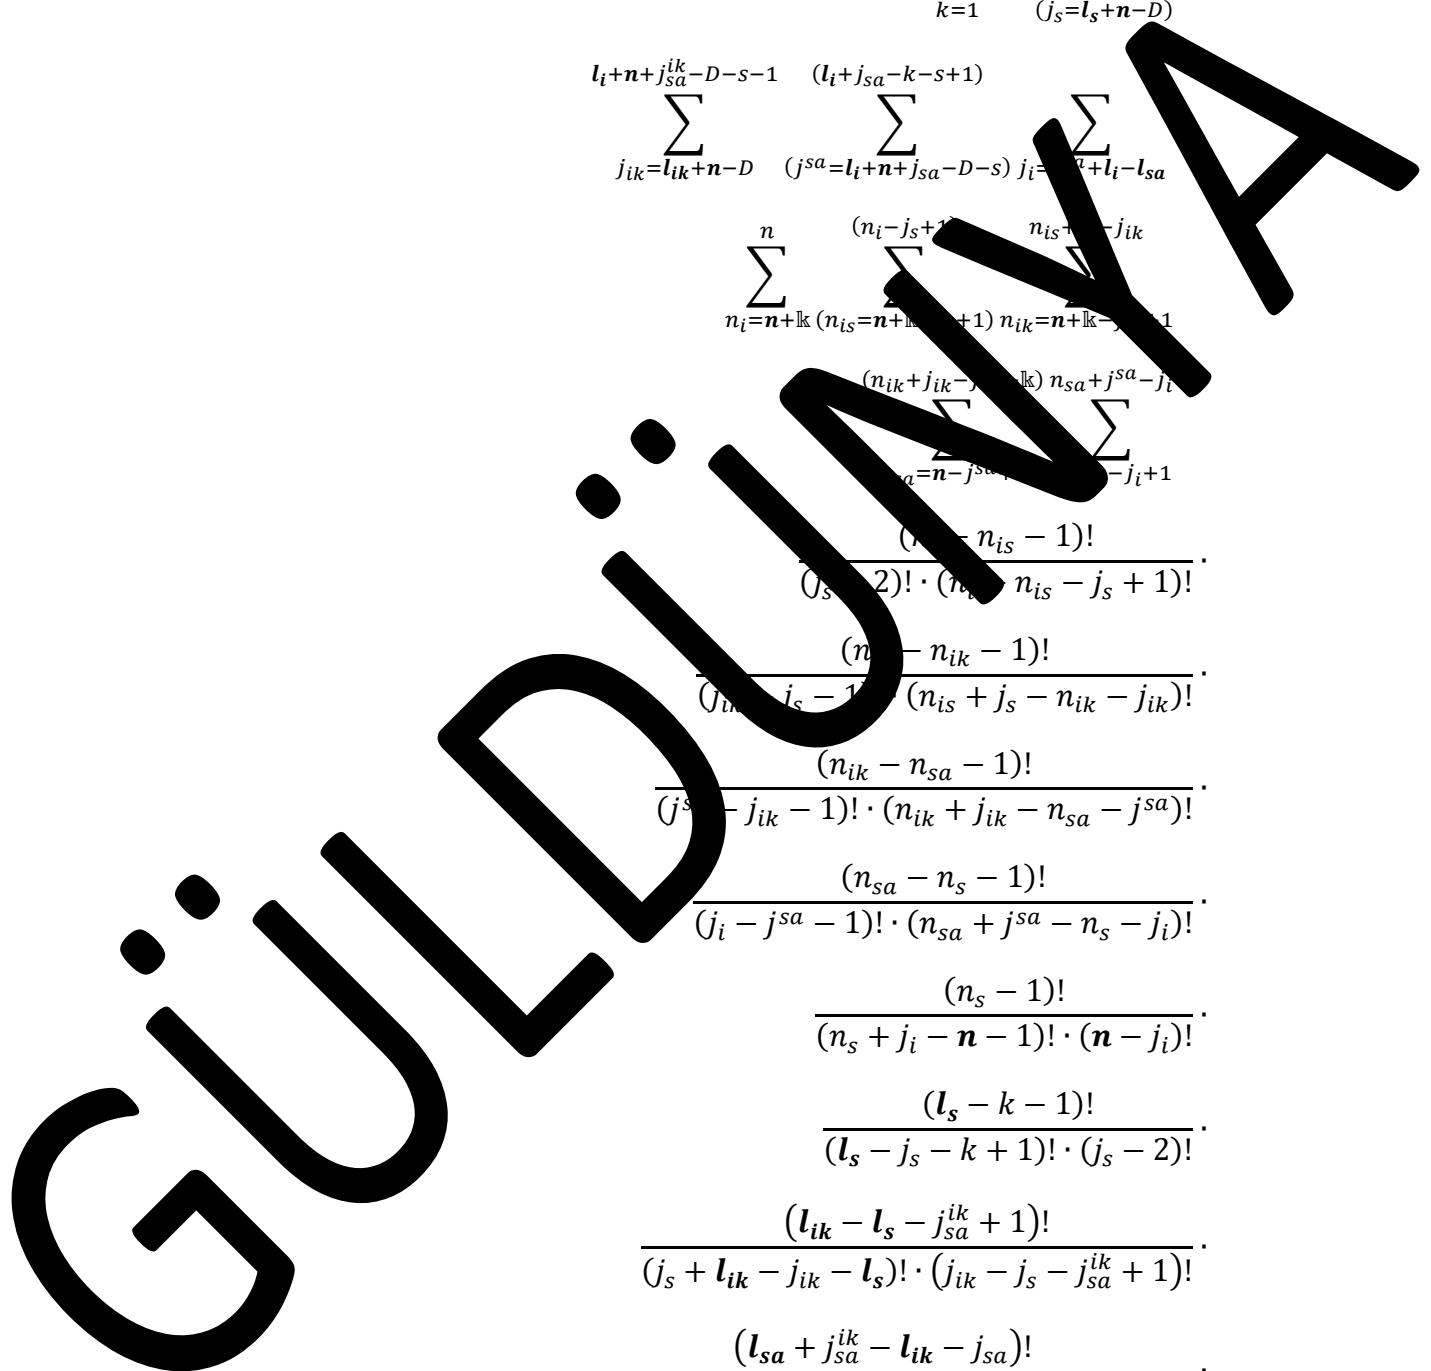 k=1 (j_s=l_s+n−D)
l_i+n+j_{sa}^{ik}−D−s−1 (l_i+j_{sa}−k−s+1)
∑ ∑ ∑
j_{ik}=l_{ik}+n−D (j^{sa}=l_i+n+j_{sa}−D−s) +l_i−l_{sa}
n (n_i−j_s+1) −j_{ik}
∑ ∑ ∑
n_i=n+𝕜 (n_{is}=n+ +1) n_{ik}=n+𝕜−
(n_{ik}+j_{ik}− 𝕜) n_{sa}+j^{sa}−j_i
∑ ∑
=n−j^{sa} −j_i+1
n_{is} − 1)!
2)! · ( n_{is} − j_s + 1)! ·
− n_{ik} − 1)!
(n_{is} + j_s − n_{ik} − j_{ik})! ·
(n_{ik} − n_{sa} − 1)!
− j_{ik} − 1)! · (n_{ik} + j_{ik} − n_{sa} − j^{sa})! ·
(n_{sa} − n_s − 1)!
(j_i − j^{sa} − 1)! · (n_{sa} + j^{sa} − n_s − j_i)! ·
(n_s − 1)!
(n_s + j_i − n − 1)! · (n − j_i)! ·
(l_s − k − 1)!
(l_s − j_s − k + 1)! · (j_s − 2)! ·
(l_{ik} − l_s − j_{sa}^{ik} + 1)!
(j_s + l_{ik} − j_{ik} − l_s)! · (j_{ik} − j_s − j_{sa}^{ik} + 1)! ·
(l_{sa} + j_{sa}^{ik} − l_{ik} − j_{sa})! ·
GÜLDÜNYA